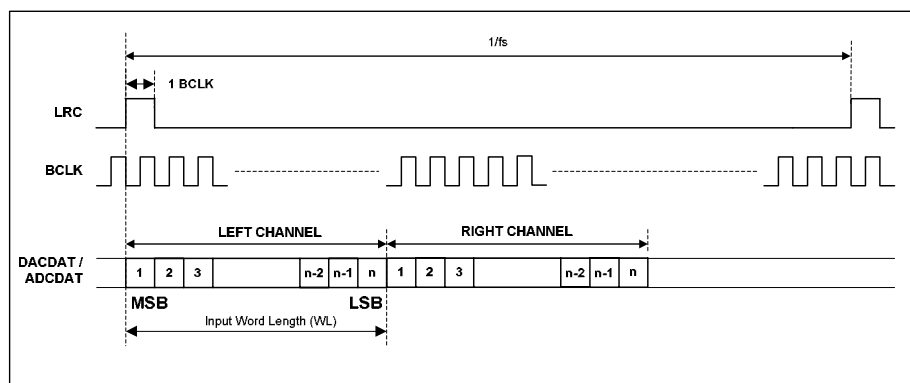 1/fs
1 BCLK
LRC
BCLK
LEFT CHANNEL RIGHT CHANNEL
DACDAT /
ADCDAT
1 2 3 n-2 n-1 n 1 2 3 n-2 n-1 n
MSB LSB
Input Word Length (WL)